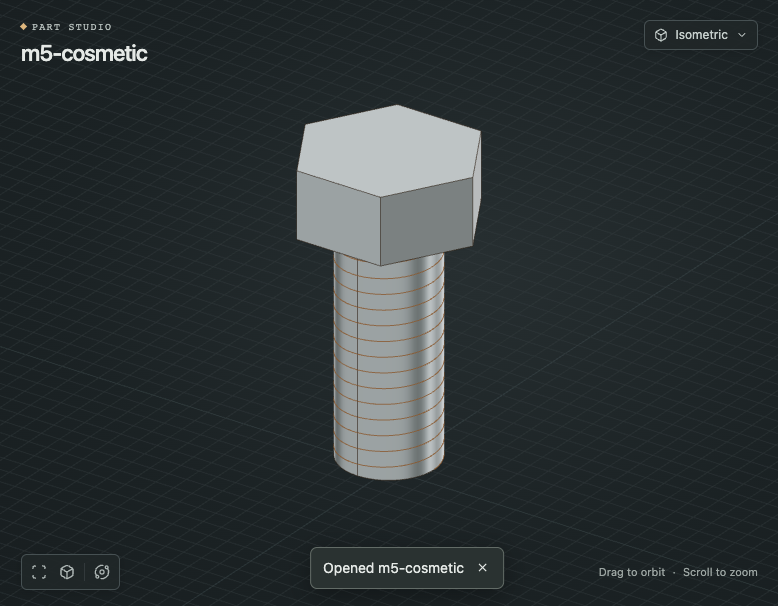 PART STUDIO
m5-cosmetic
Isometric
Opened m5-cosmetic
Drag to orbit · Scroll to zoom